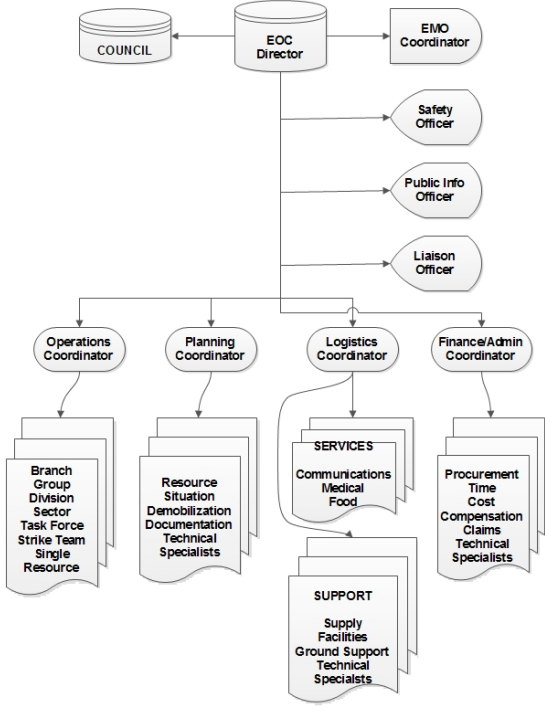 COUNCIL
EOC
Director
EMO
Coordinator
Safety
Officer
Public Info
Officer
Liaison
Officer
Operations
Coordinator
Planning
Coordinator
Logistics
Coordinator
Finance/Admin
Coordinator
Branch
Group
Division
Sector
Task Force
Strike Team
Single
Resource
Resource
Situation
Demobilization
Documentation
Technical
Specialists
SERVICES
Communications
Medical
Food
Procurement
Time
Cost
Compensation
Claims
Technical
Specialists
SUPPORT
Supply
Facilities
Ground Support
Technical
Specialsts